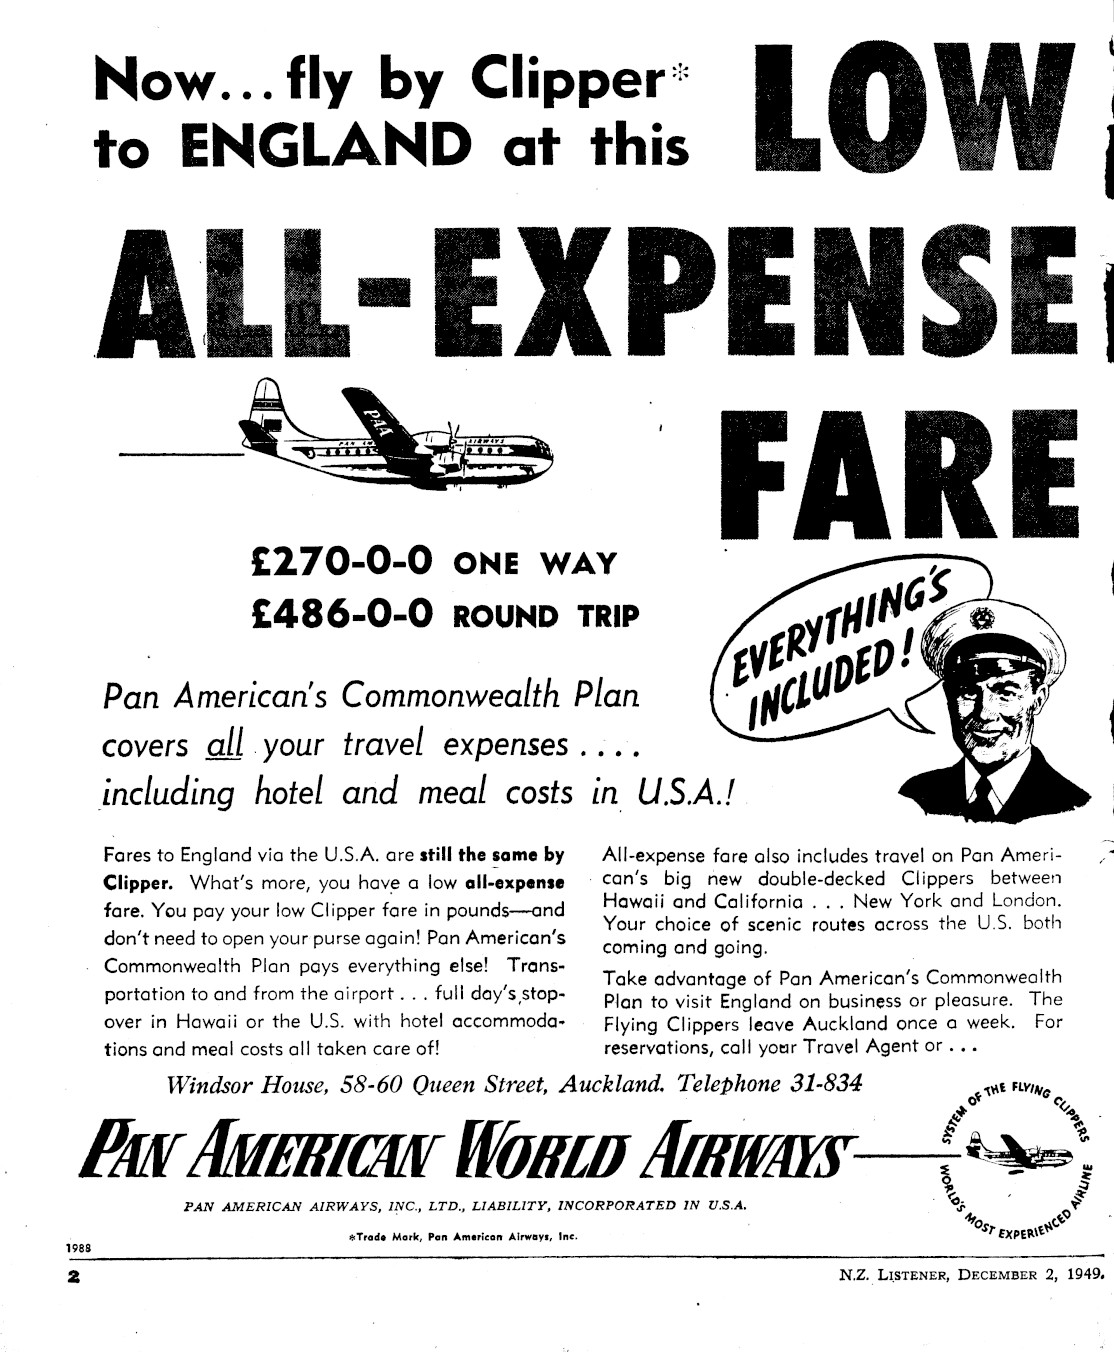 Now...fly by Clipper*
to ENGLAND at this
LOW
ALL-EXPENSE
FARE
PAN AM AIRWAYS
PAA
£270-0-0 ONE WAY
£486-0-0 ROUND TRIP
EVERYTHING'S
INCLUDED!
Pan American's Commonwealth Plan
covers all your travel expenses ....
including hotel and meal costs in U.S.A.!
Fares to England via the U.S.A. are still the same by
Clipper. What's more, you have a low all-expense
fare. You pay your low Clipper fare in pounds—and
don't need to open your purse again! Pan American's
Commonwealth Plan pays everything else! Trans-
portation to and from the airport . . . full day's stop-
over in Hawaii or the U.S. with hotel accommoda-
tions and meal costs all taken care of!
All-expense fare also includes travel on Pan Ameri-
can's big new double-decked Clippers between
Hawaii and California . . . New York and London.
Your choice of scenic routes across the U.S. both
coming and going.
Take advantage of Pan American's Commonwealth
Plan to visit England on business or pleasure. The
Flying Clippers leave Auckland once a week. For
reservations, call your Travel Agent or . . .
Windsor House, 58-60 Queen Street, Auckland. Telephone 31-834
PAN AMERICAN WORLD AIRWAYS
SYSTEM OF THE FLYING CLIPPERS
WORLD'S MOST EXPERIENCED AIRLINE
PAN AMERICAN AIRWAYS, INC., LTD., LIABILITY, INCORPORATED IN U.S.A.
*Trade Mark, Pan American Airways, Inc.
1988
2
N.Z. LISTENER, DECEMBER 2, 1949.